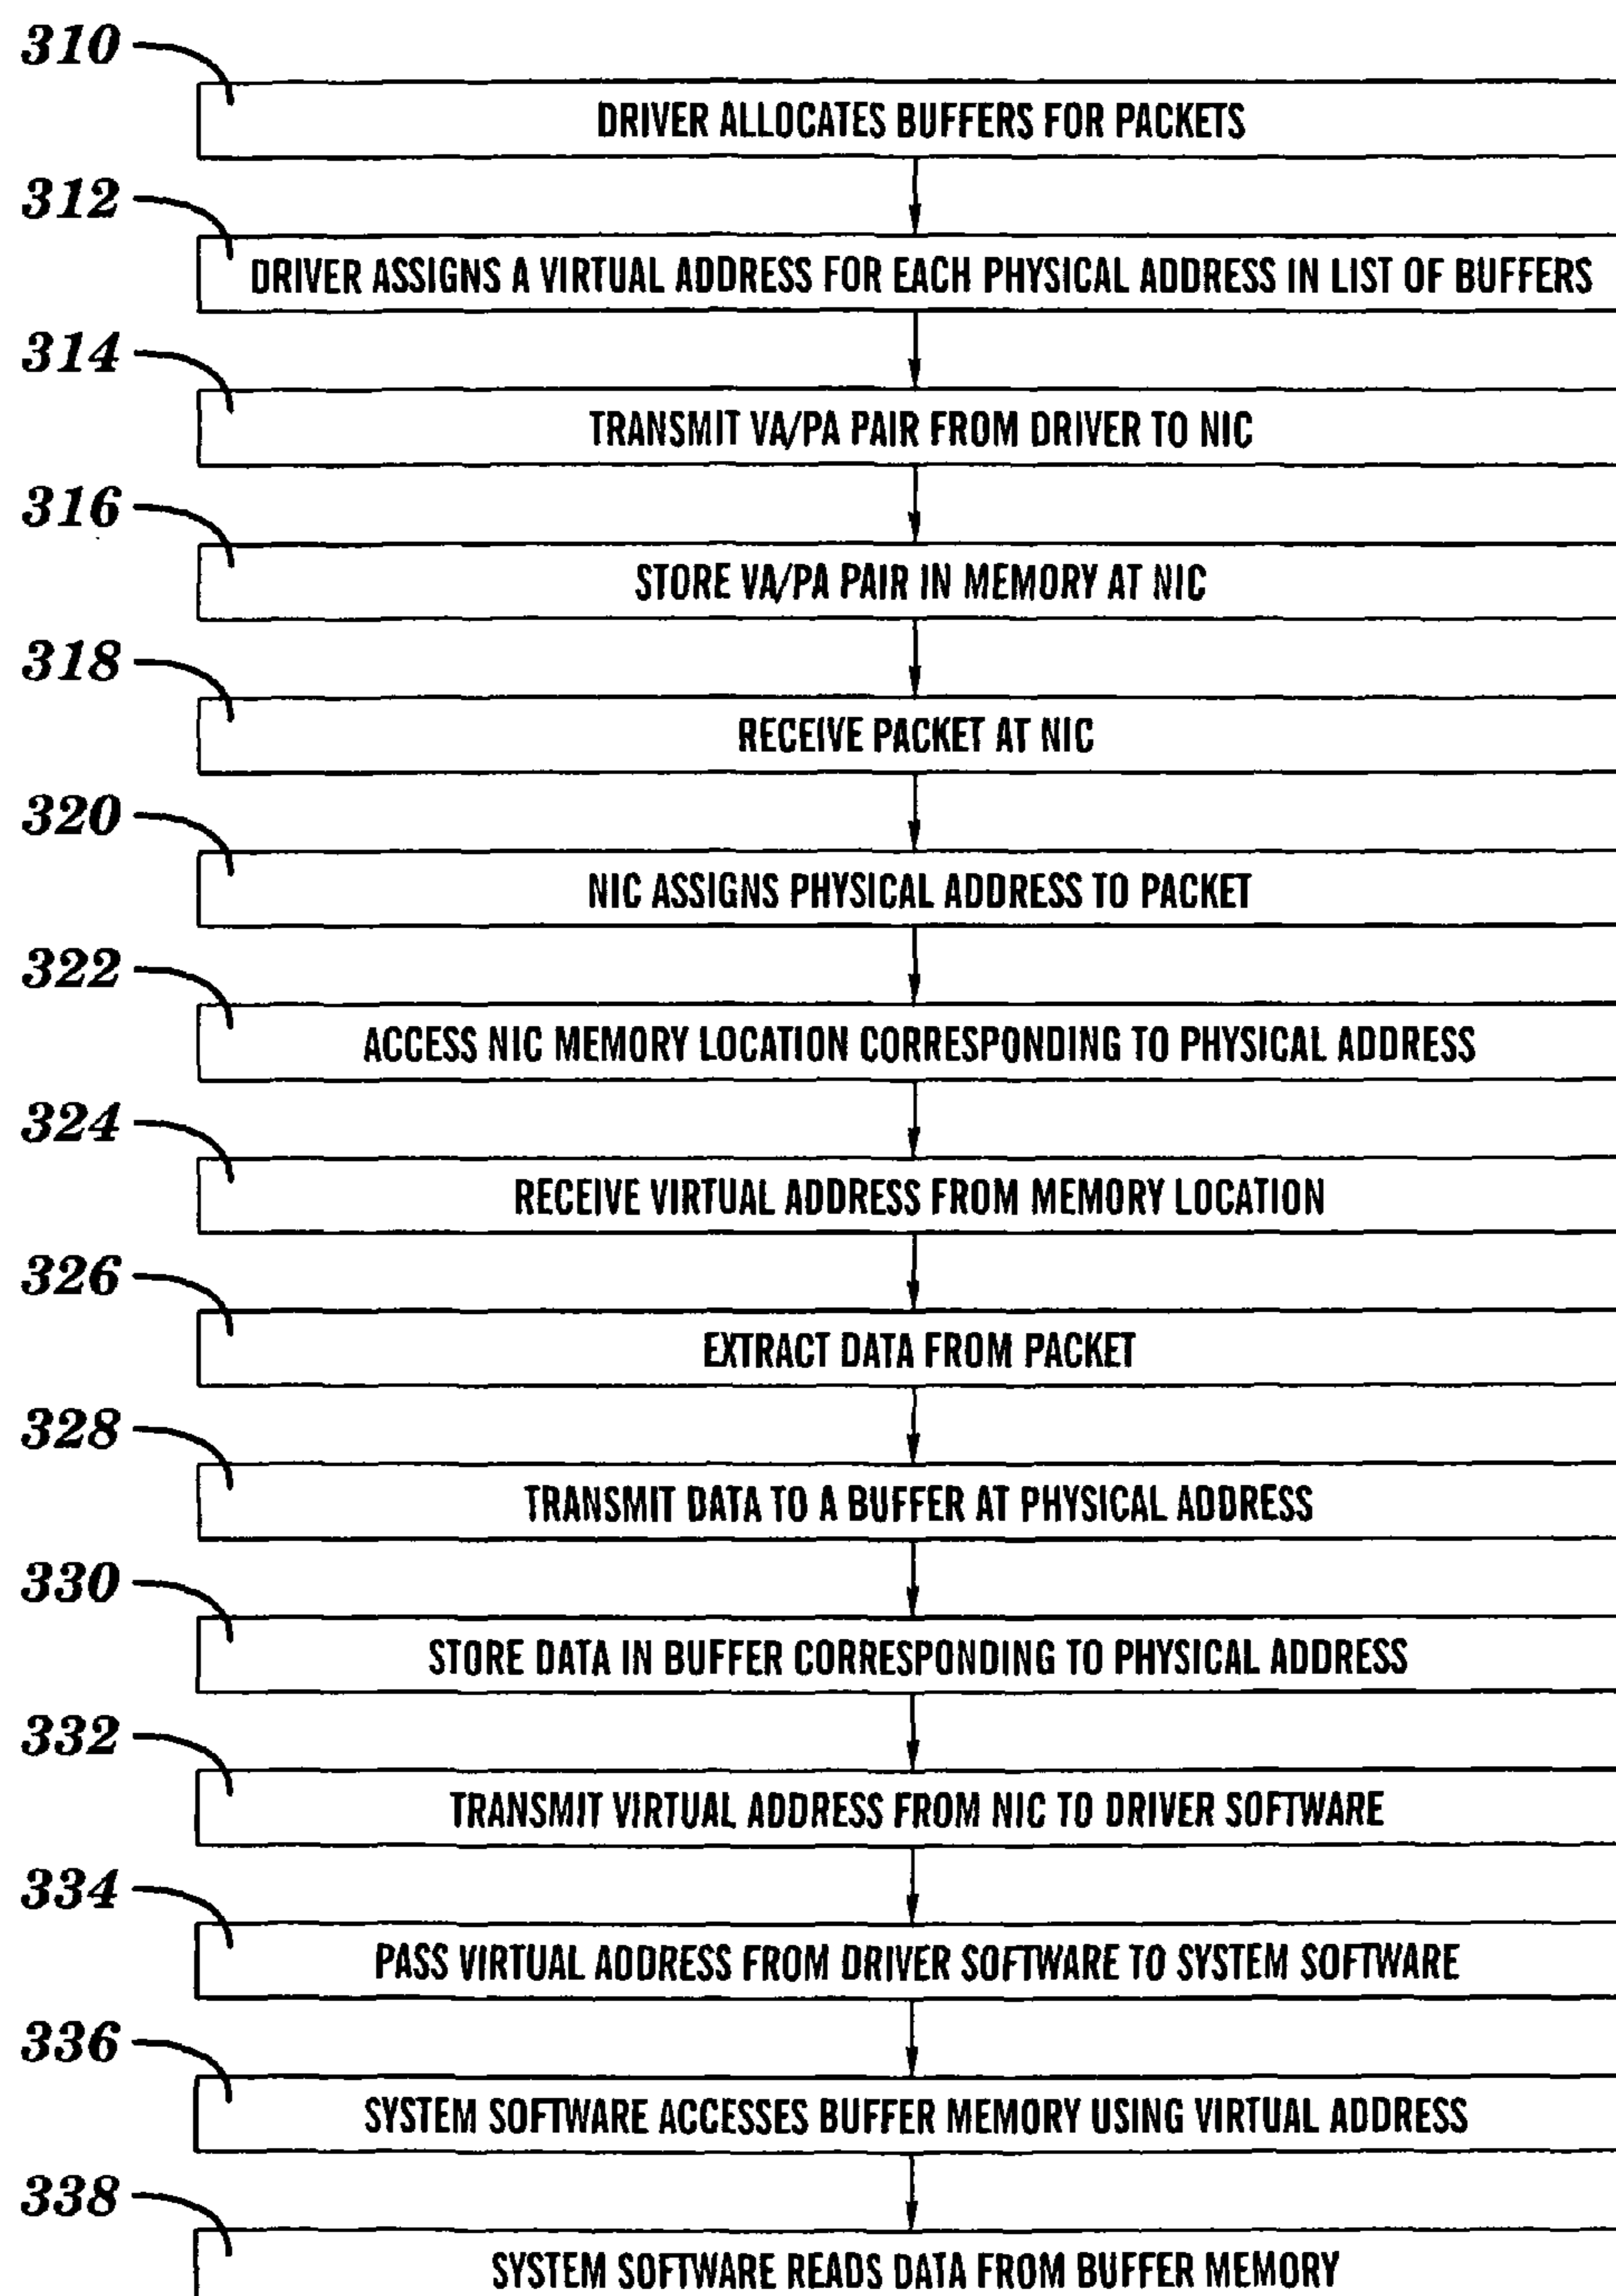 310
DRIVER ALLOCATES BUFFERS FOR PACKETS
312
DRIVER ASSIGNS A VIRTUAL ADDRESS FOR EACH PHYSICAL ADDRESS IN LIST OF BUFFERS
314
TRANSMIT VA/PA PAIR FROM DRIVER TO NIC
316
STORE VA/PA PAIR IN MEMORY AT NIC
318
RECEIVE PACKET AT NIC
320
NIC ASSIGNS PHYSICAL ADDRESS TO PACKET
322
ACCESS NIC MEMORY LOCATION CORRESPONDING TO PHYSICAL ADDRESS
324
RECEIVE VIRTUAL ADDRESS FROM MEMORY LOCATION
326
EXTRACT DATA FROM PACKET
328
TRANSMIT DATA TO A BUFFER AT PHYSICAL ADDRESS
330
STORE DATA IN BUFFER CORRESPONDING TO PHYSICAL ADDRESS
332
TRANSMIT VIRTUAL ADDRESS FROM NIC TO DRIVER SOFTWARE
334
PASS VIRTUAL ADDRESS FROM DRIVER SOFTWARE TO SYSTEM SOFTWARE
336
SYSTEM SOFTWARE ACCESSES BUFFER MEMORY USING VIRTUAL ADDRESS
338
SYSTEM SOFTWARE READS DATA FROM BUFFER MEMORY